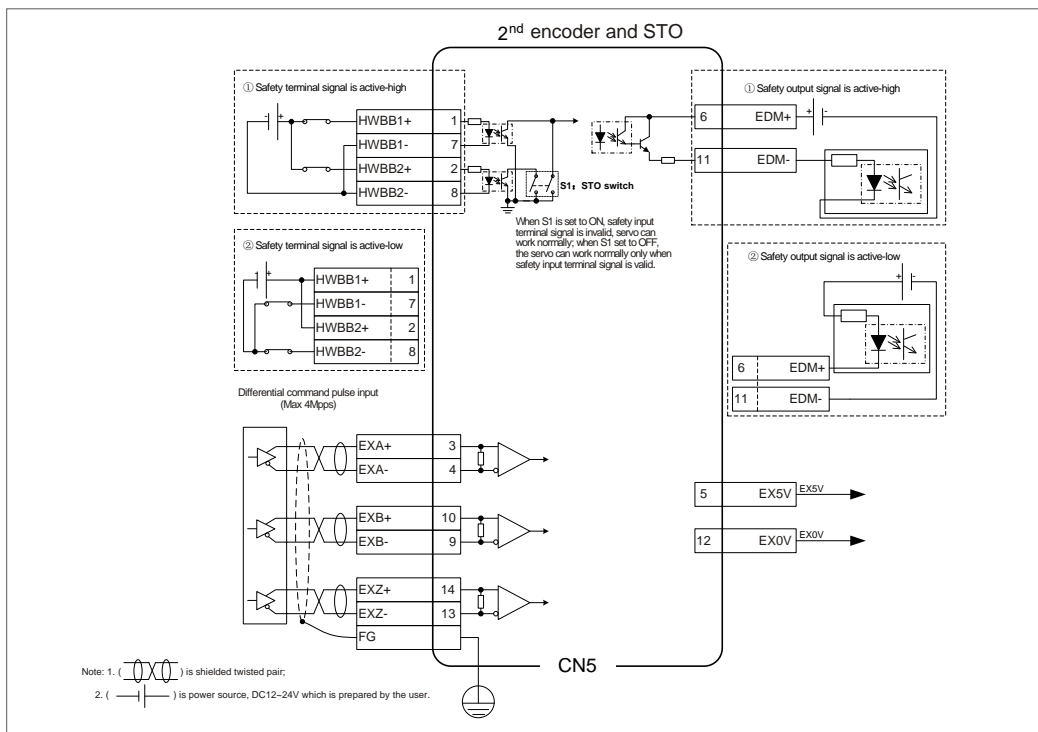 2nd encoder and STO
① Safety terminal signal is active-high
- +
HWBB1+ 1
HWBB1- 7
HWBB2+ 2
HWBB2- 8
S1：STO switch
When S1 is set to ON, safety input
terminal signal is invalid, servo can
work normally; when S1 set to OFF,
the servo can work normally only when
safety input terminal signal is valid.
① Safety output signal is active-high
6 EDM+
+ -
11 EDM-
② Safety terminal signal is active-low
- +
HWBB1+ 1
HWBB1- 7
HWBB2+ 2
HWBB2- 8
② Safety output signal is active-low
+ -
6 EDM+
11 EDM-
Differential command pulse input
(Max 4Mpps)
EXA+ 3
EXA- 4
EXB+ 10
EXB- 9
EXZ+ 14
EXZ- 13
FG
5 EX5V EX5V
12 EX0V EX0V
CN5
Note: 1. ( ) is shielded twisted pair;
2. ( ) is power source, DC12~24V which is prepared by the user.